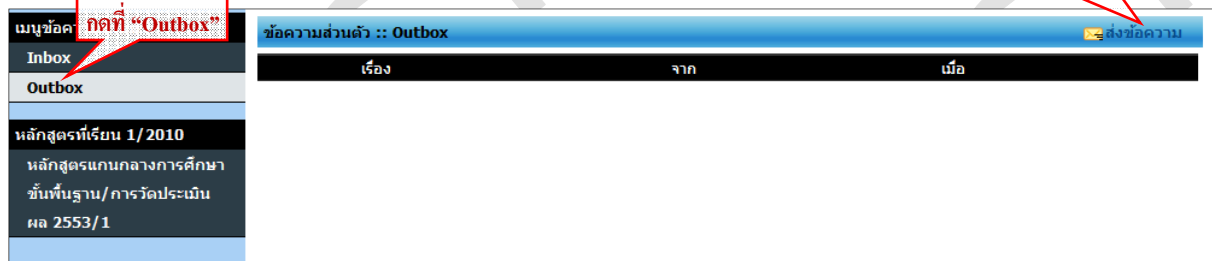 กดที่ “Outbox”
เมนูข้อค
ข้อความส่วนตัว :: Outbox
ส่งข้อความ
Inbox
เรื่อง จาก เมื่อ
Outbox
หลักสูตรที่เรียน 1/2010
หลักสูตรแกนกลางการศึกษา
ขั้นพื้นฐาน/การวัดประเมิน
ผล 2553/1